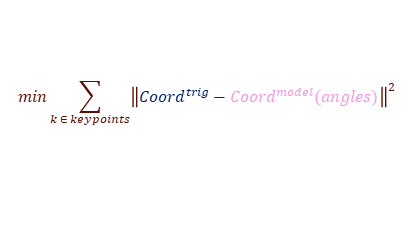 min ∑ ‖Coord^trig − Coord^model(angles)‖^2
k ∈ keypoints